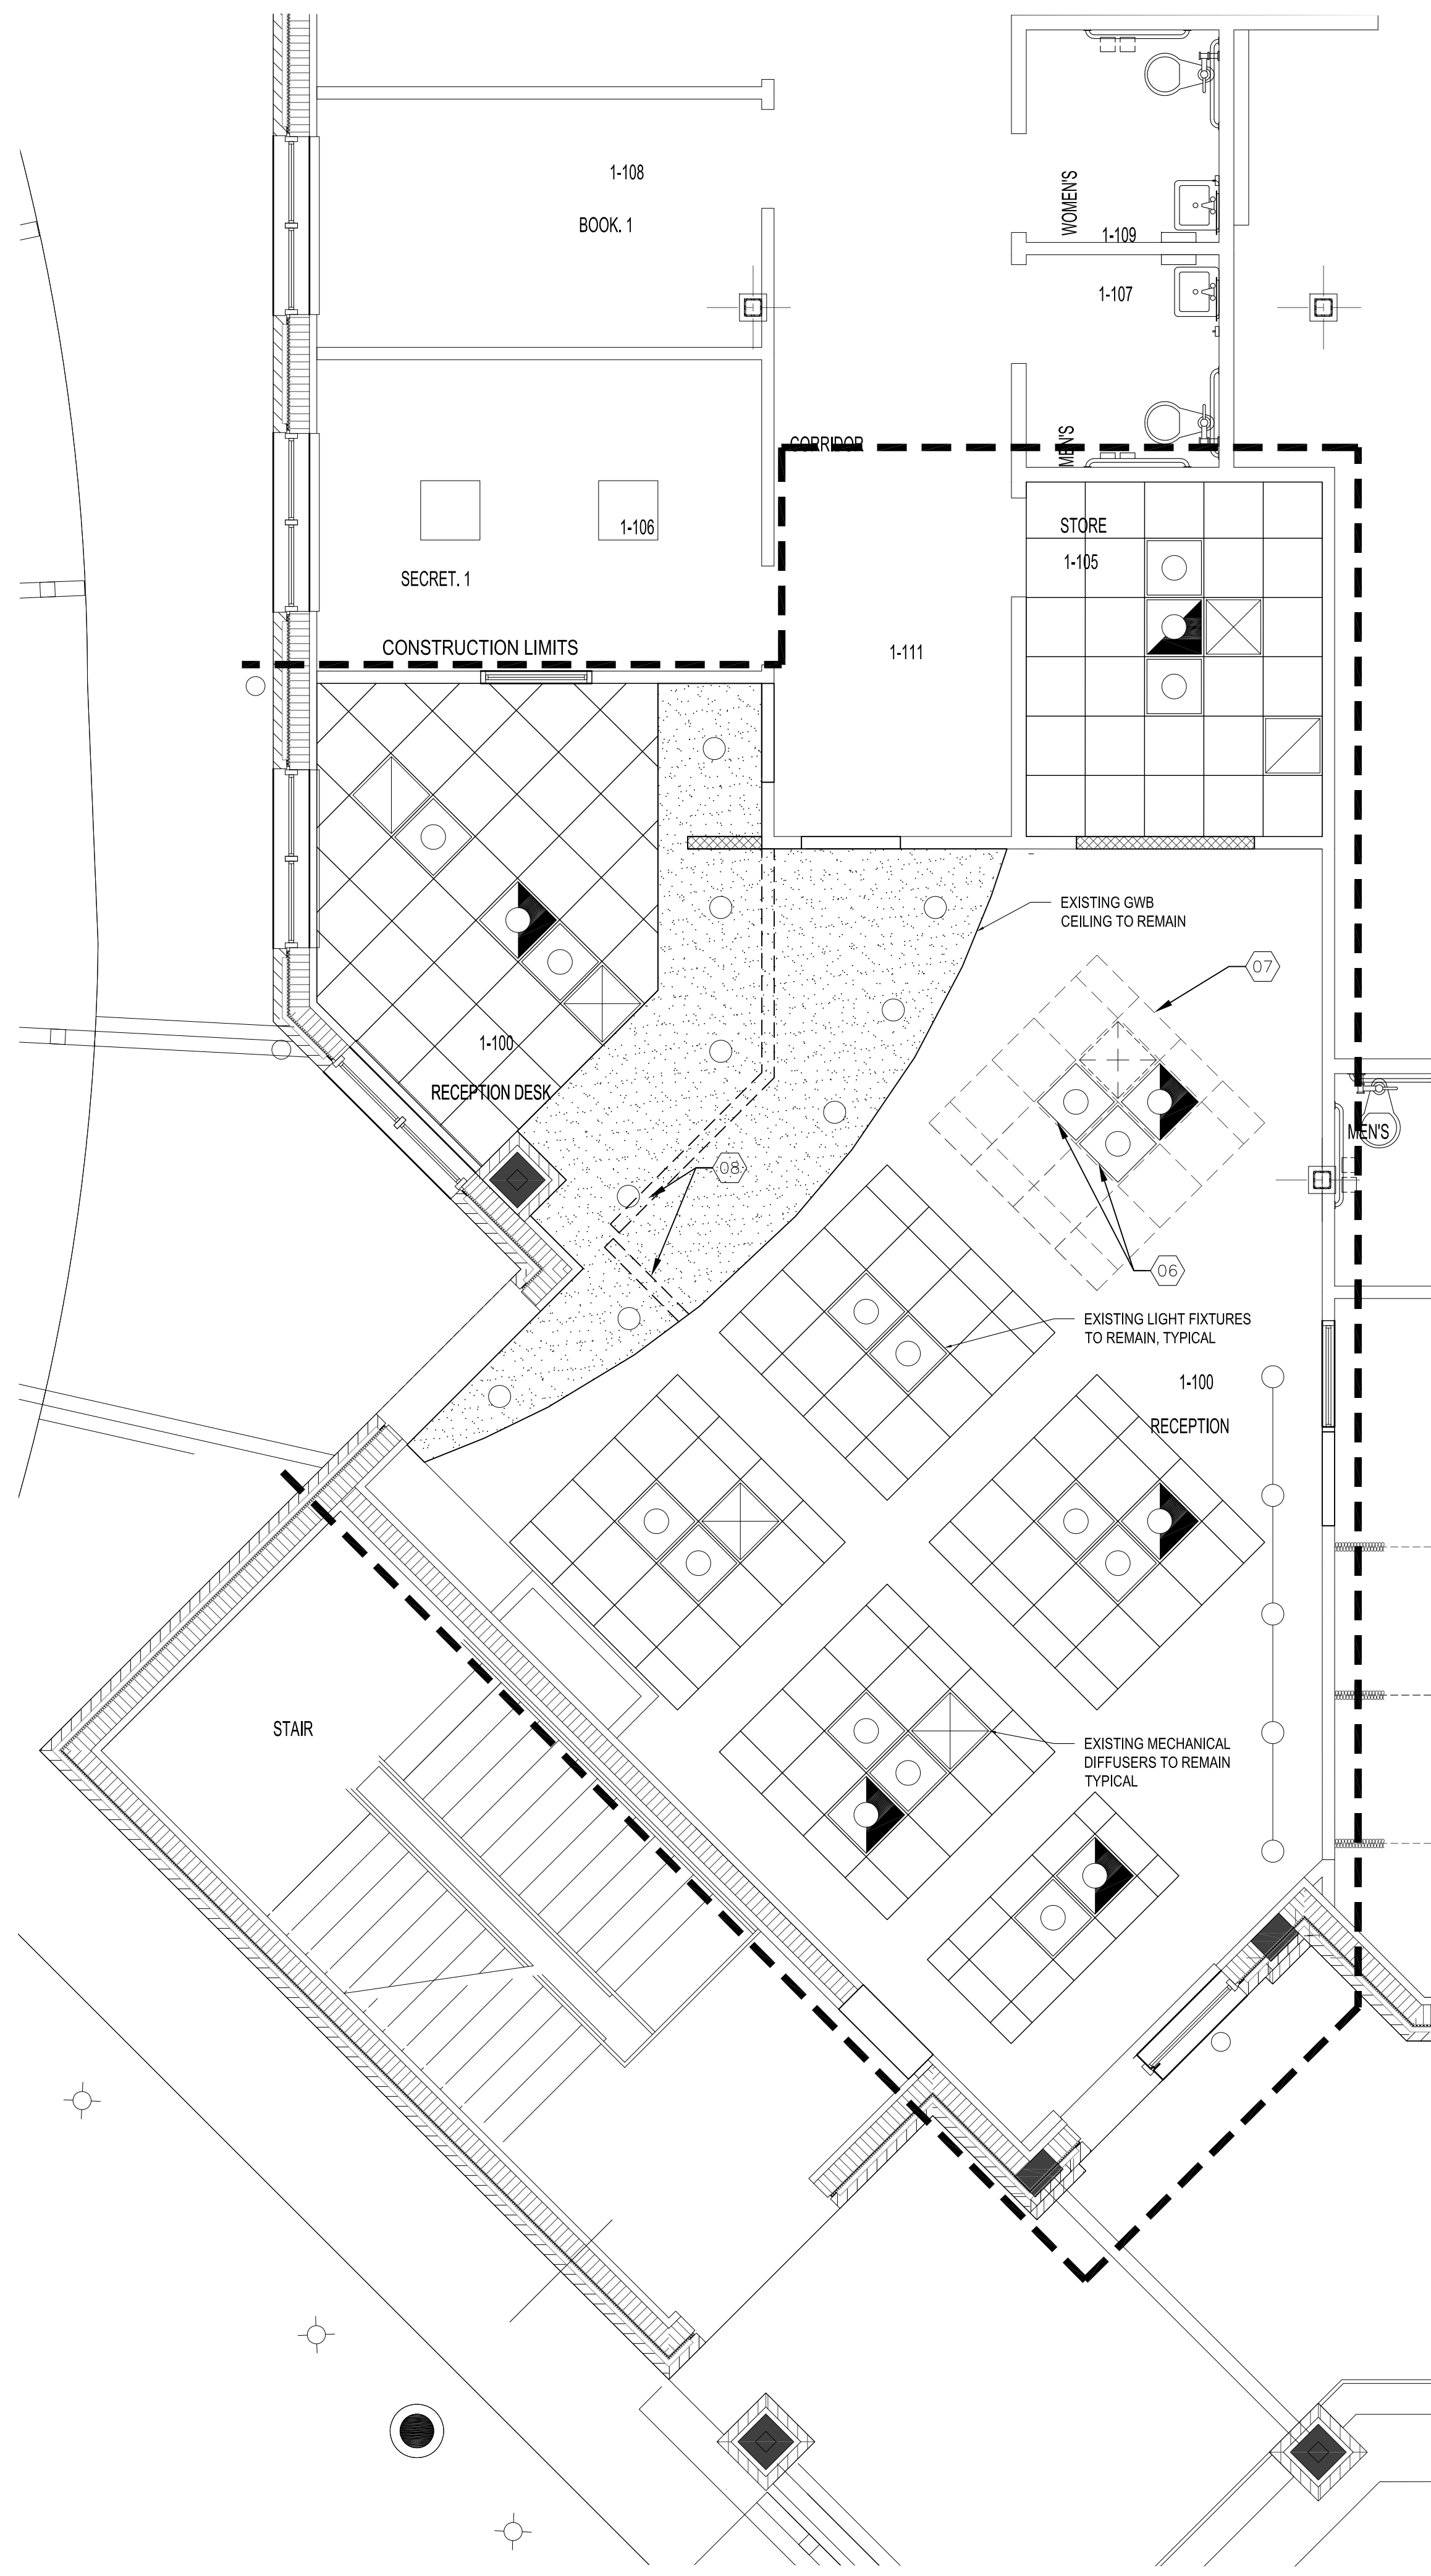 1-108
BOOK. 1
WOMEN'S
1-109
1-107
CORRIDOR
MEN'S
STORE
1-105
1-106
SECRET. 1
CONSTRUCTION LIMITS
1-111
EXISTING GWB
CEILING TO REMAIN
07
1-100
RECEPTION DESK
MEN'S
08
06
EXISTING LIGHT FIXTURES
TO REMAIN, TYPICAL
1-100
RECEPTION
STAIR
EXISTING MECHANICAL
DIFFUSERS TO REMAIN
TYPICAL